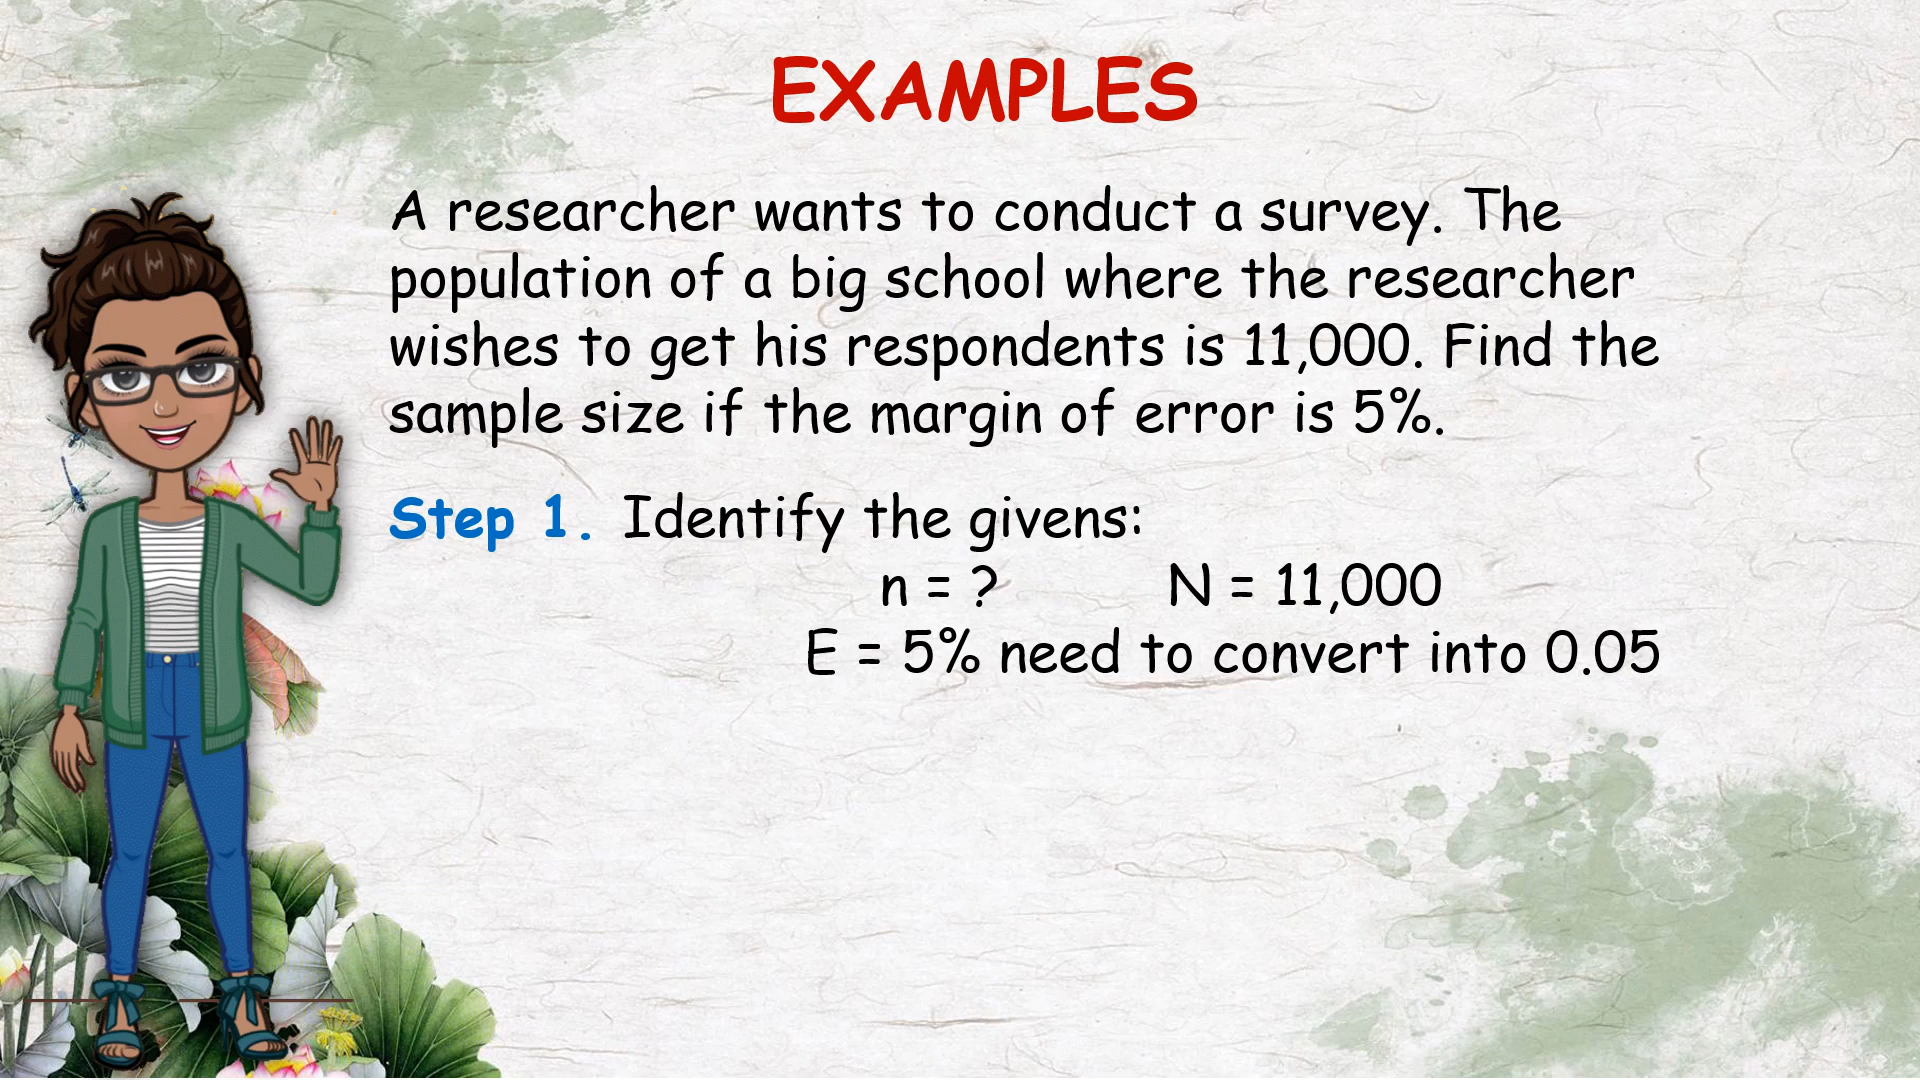 EXAMPLES
A researcher wants to conduct a survey. The
population of a big school where the researcher
wishes to get his respondents is 11,000. Find the
sample size if the margin of error is 5%.
Step 1. Identify the givens:
n = ? N = 11,000
E = 5% need to convert into 0.05